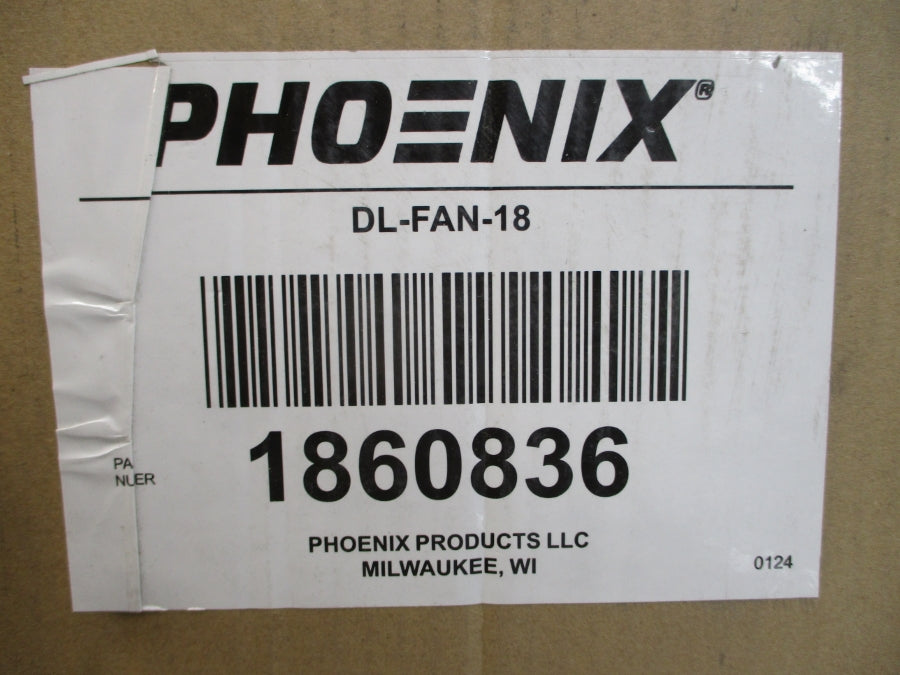 PHOENIX®
DL-FAN-18
1860836
PA
NUER
PHOENIX PRODUCTS LLC
MILWAUKEE, WI
0124